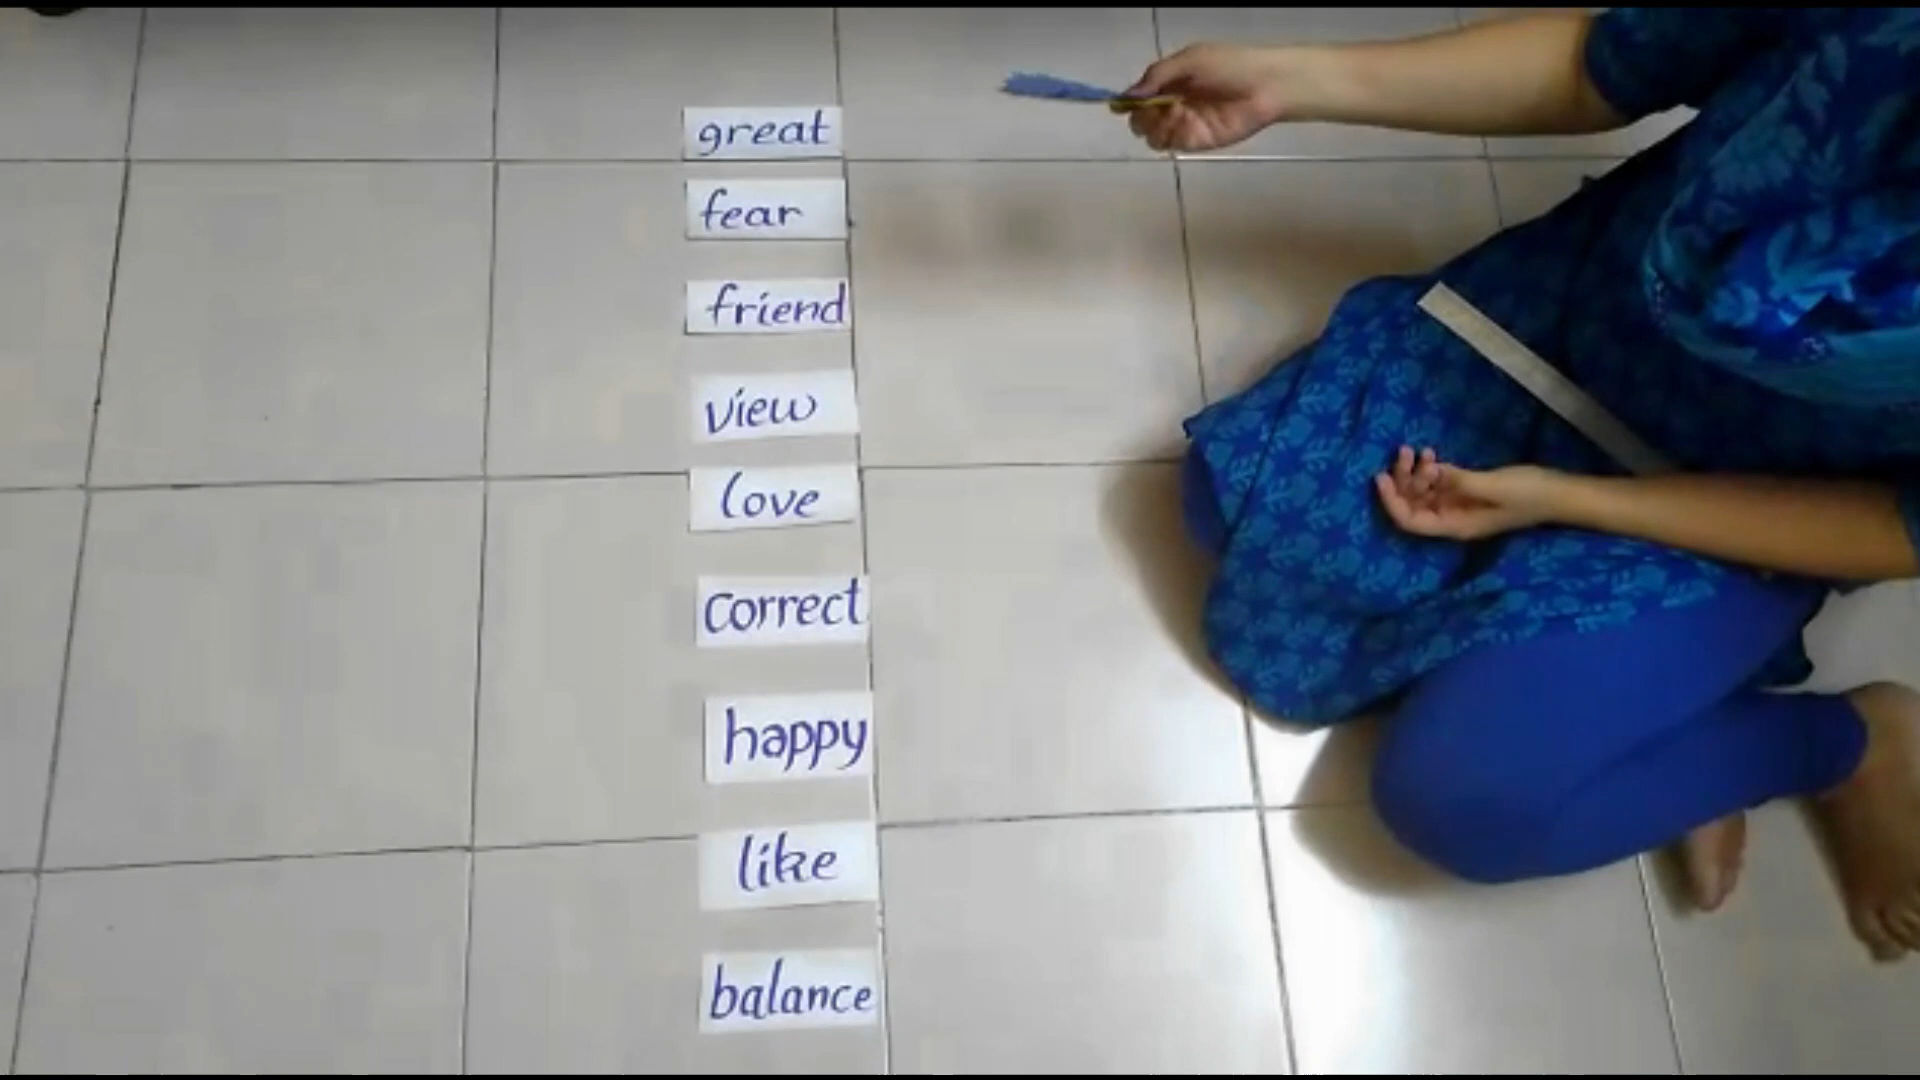 great
fear
friend
view
love
correct
happy
like
balance